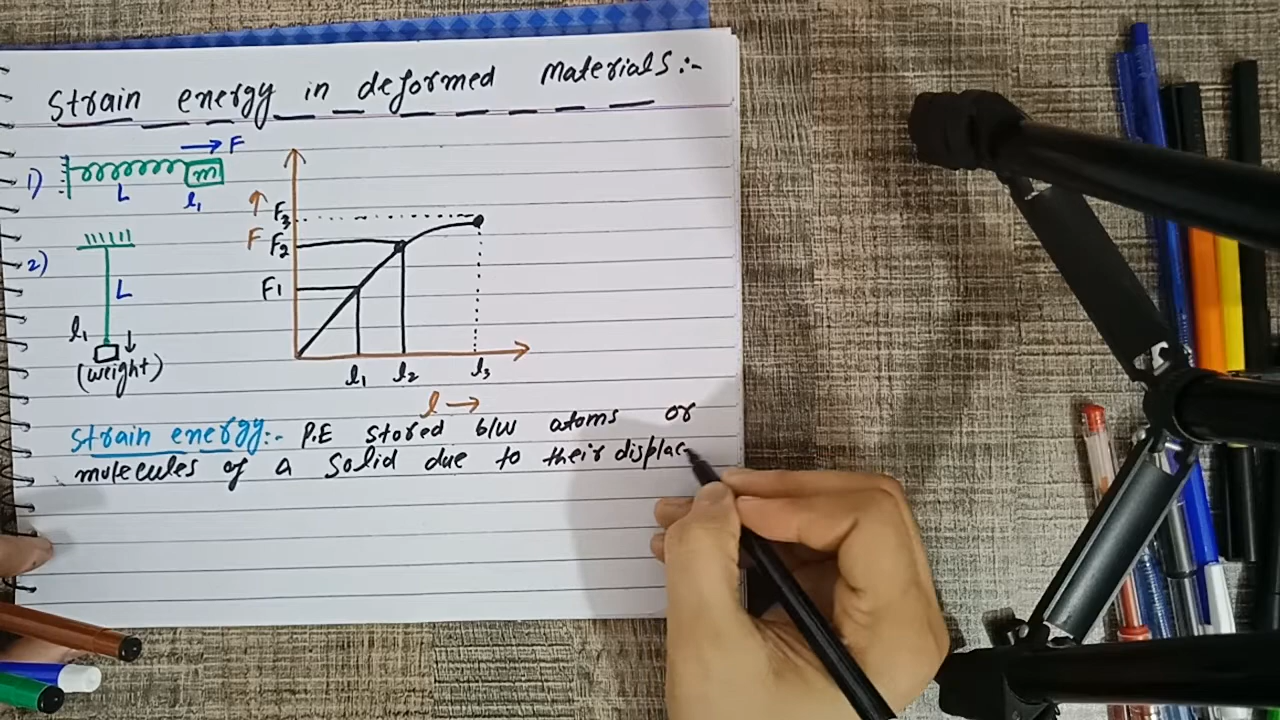 Strain energy in deformed Materials:-
1)
F
m
L
l₁
2)
L
l₁
(weight)
F
F₃
F₂
F₁
l₁ l₂ l₃
l
Strain energy:- P.E stored b/w atoms or
molecules of a Solid due to their displac